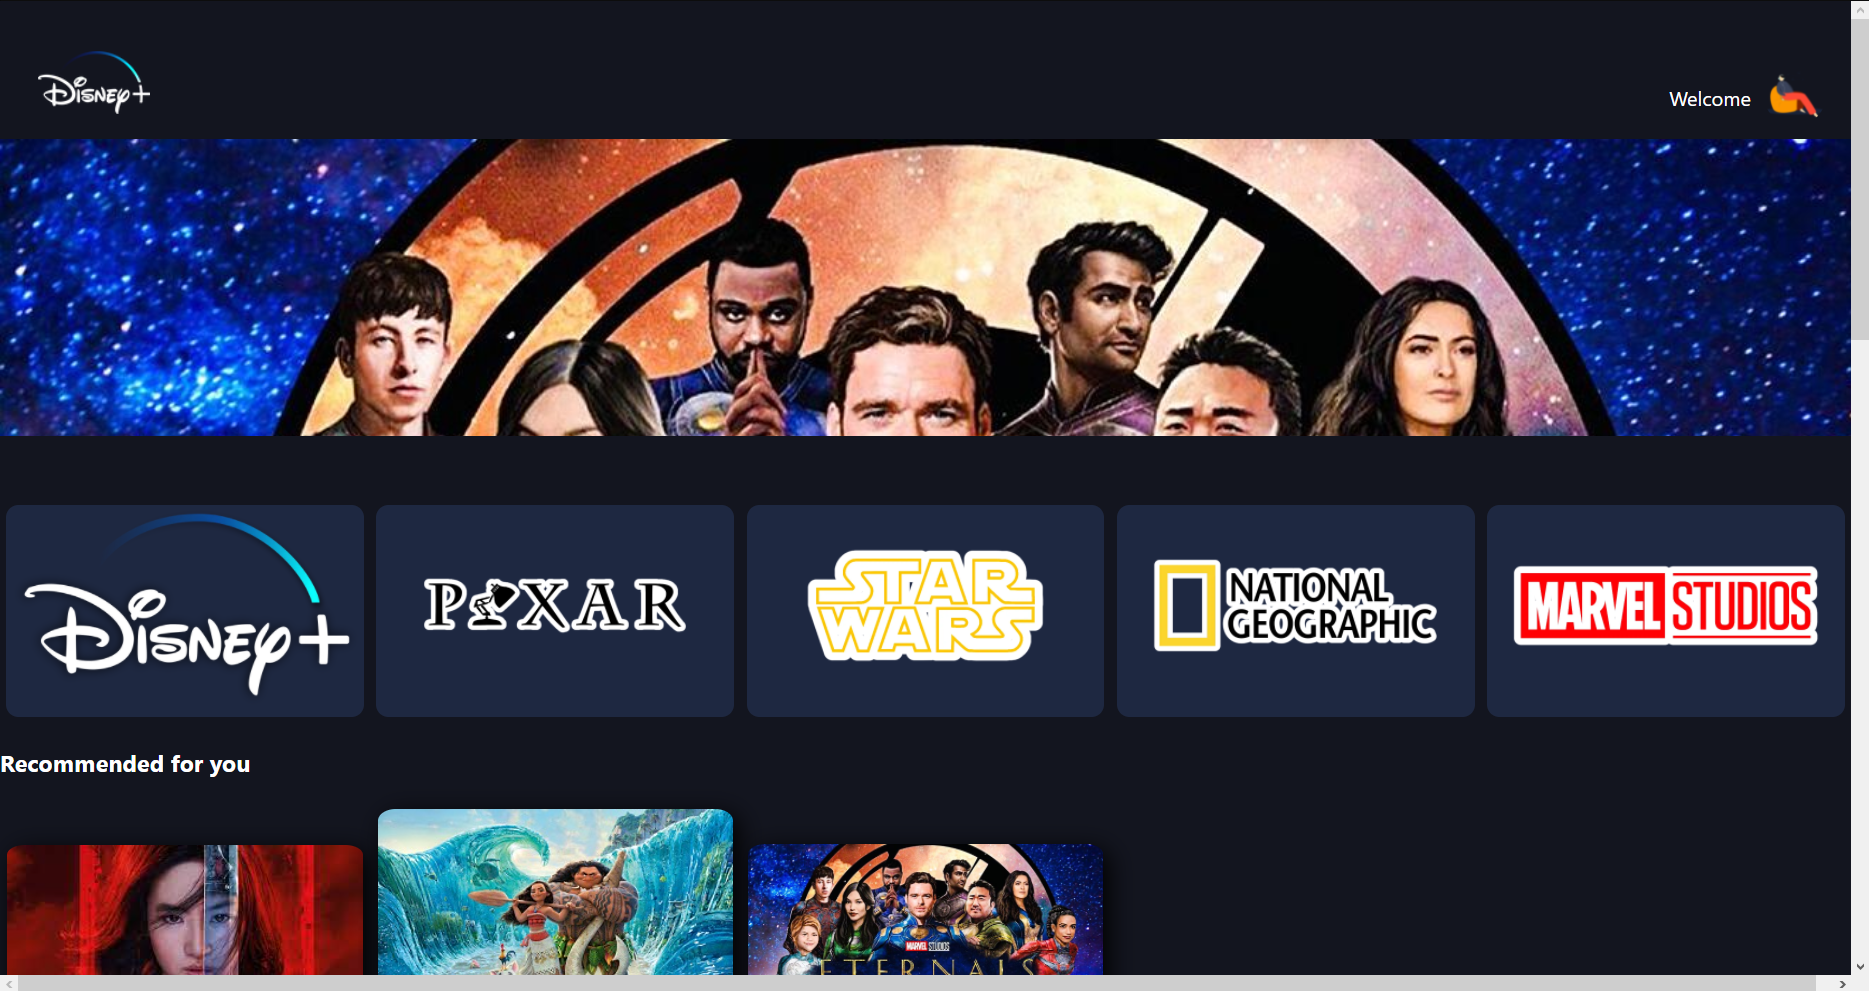 Disney+
Welcome
Disney+
PIXAR
STAR
WARS
NATIONAL
GEOGRAPHIC
MARVEL STUDIOS
Recommended for you
MARVEL STUDIOS
ETERNALS